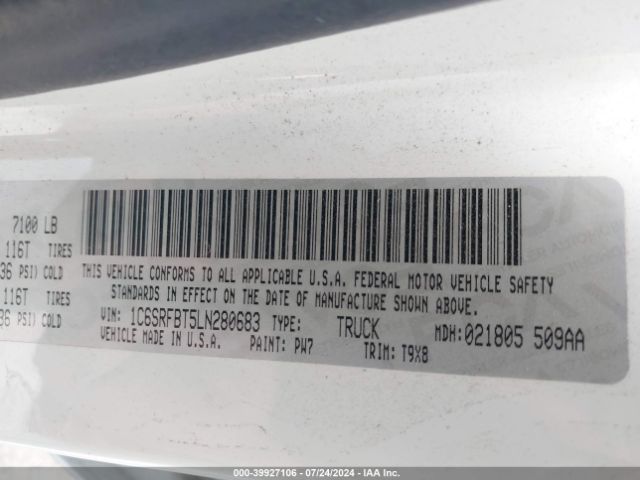 7100 LB
116T TIRES
36 PSI) COLD
116T TIRES
36 PSI) COLD
THIS VEHICLE CONFORMS TO ALL APPLICABLE U.S.A. FEDERAL MOTOR VEHICLE SAFETY
STANDARDS IN EFFECT ON THE DATE OF MANUFACTURE SHOWN ABOVE.
VIN: 1C6SRFBT5LN280683 TYPE: TRUCK MDH: 021805 509AA
VEHICLE MADE IN U.S.A. PAINT: PW7 TRIM: T9X8
000-39927106 / 07/24/2024 - IAA Inc.